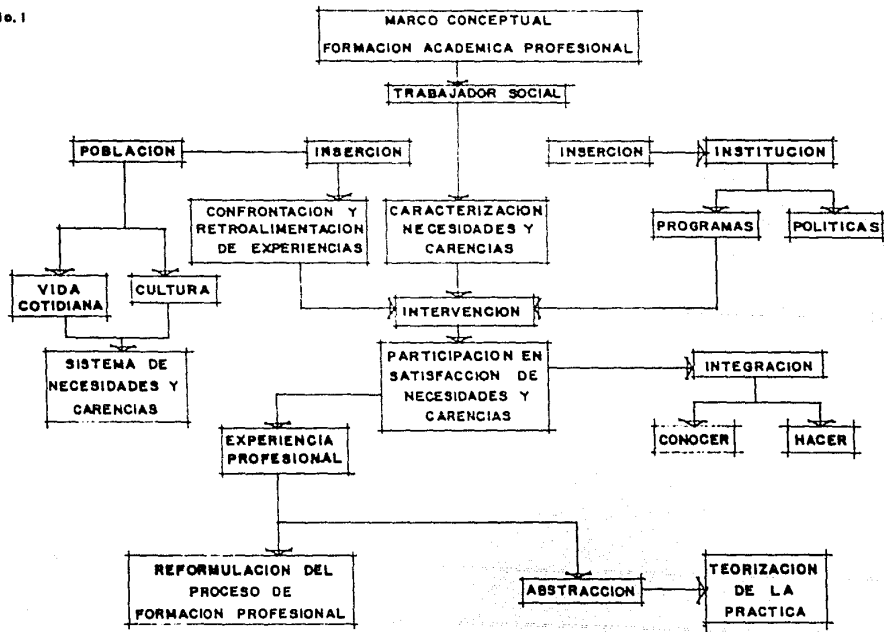 o. 1
MARCO CONCEPTUAL
FORMACION ACADEMICA PROFESIONAL
TRABAJADOR SOCIAL
POBLACION
INSERCION
INSERCION
INSTITUCION
CONFRONTACION Y
RETROALIMENTACION
DE EXPERIENCIAS
CARACTERIZACION
NECESIDADES Y
CARENCIAS
PROGRAMAS
POLITICAS
VIDA
COTIDIANA
CULTURA
INTERVENCION
SISTEMA DE
NECESIDADES Y
CARENCIAS
PARTICIPACION EN
SATISFACCION DE
NECESIDADES Y
CARENCIAS
INTEGRACION
EXPERIENCIA
PROFESIONAL
CONOCER
HACER
REFORMULACION DEL
PROCESO DE
FORMACION PROFESIONAL
ABSTRACCION
TEORIZACION
DE LA
PRACTICA